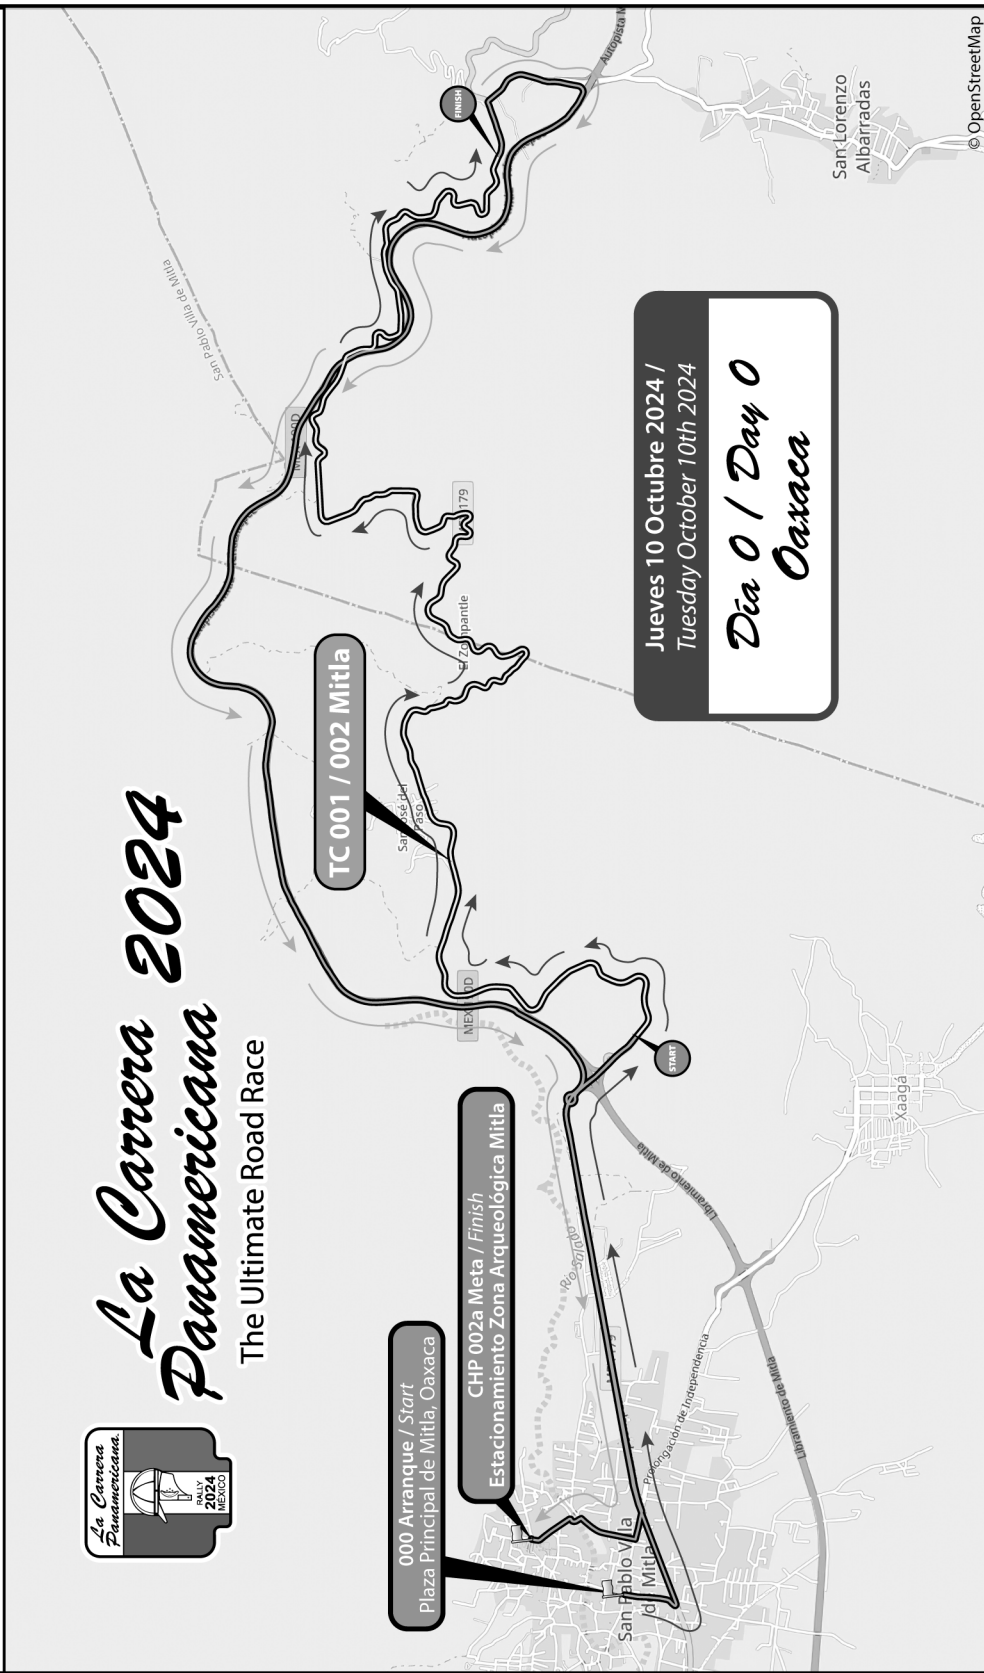 La Carrera
Panamericana
RALLY
2024
MÉXICO
La Carrera 2024
Panamericana
The Ultimate Road Race
000 Arranque / Start
Plaza Principal de Mitla, Oaxaca
CHP 002a Meta / Finish
Estacionamiento Zona Arqueológica Mitla
TC 001 / 002 Mitla
START
FINISH
San Pablo Villa de Mitla
San José del
Paso
Río Salado
San Pablo Villa
de Mitla
Prolongación de Independencia
Libramiento de Mitla
Libramiento de Mitla
Xaagá
Autopista
San Lorenzo
Albarradas
Jueves 10 Octubre 2024 /
Tuesday October 10th 2024
Día 0 / Day 0
Oaxaca
© OpenStreetMap